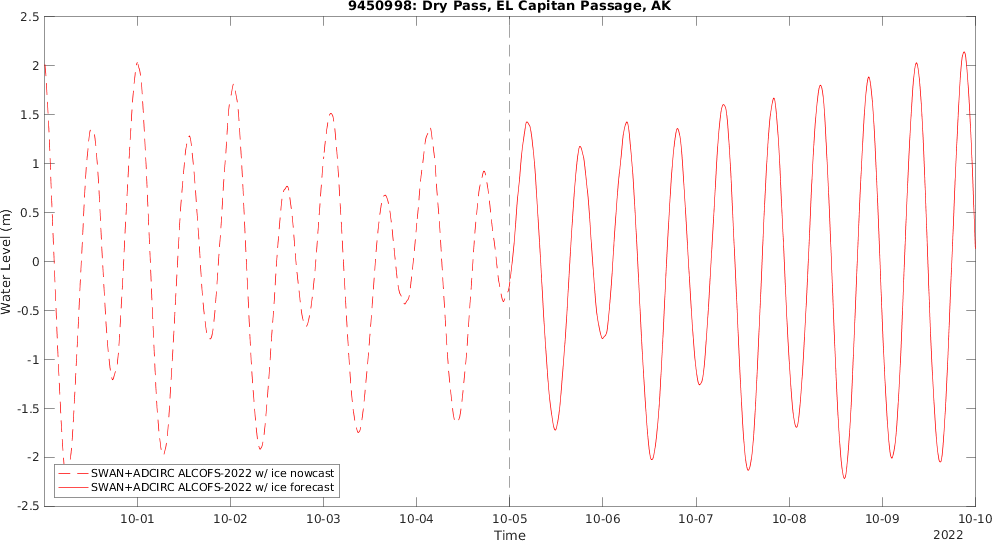 9450998: Dry Pass, EL Capitan Passage, AK
2.5
2
1.5
1
0.5
0
-0.5
-1
-1.5
-2
-2.5
Water Level (m)
SWAN+ADCIRC ALCOFS-2022 w/ ice nowcast
SWAN+ADCIRC ALCOFS-2022 w/ ice forecast
10-01 10-02 10-03 10-04 10-05 10-06 10-07 10-08 10-09 10-10
Time
2022